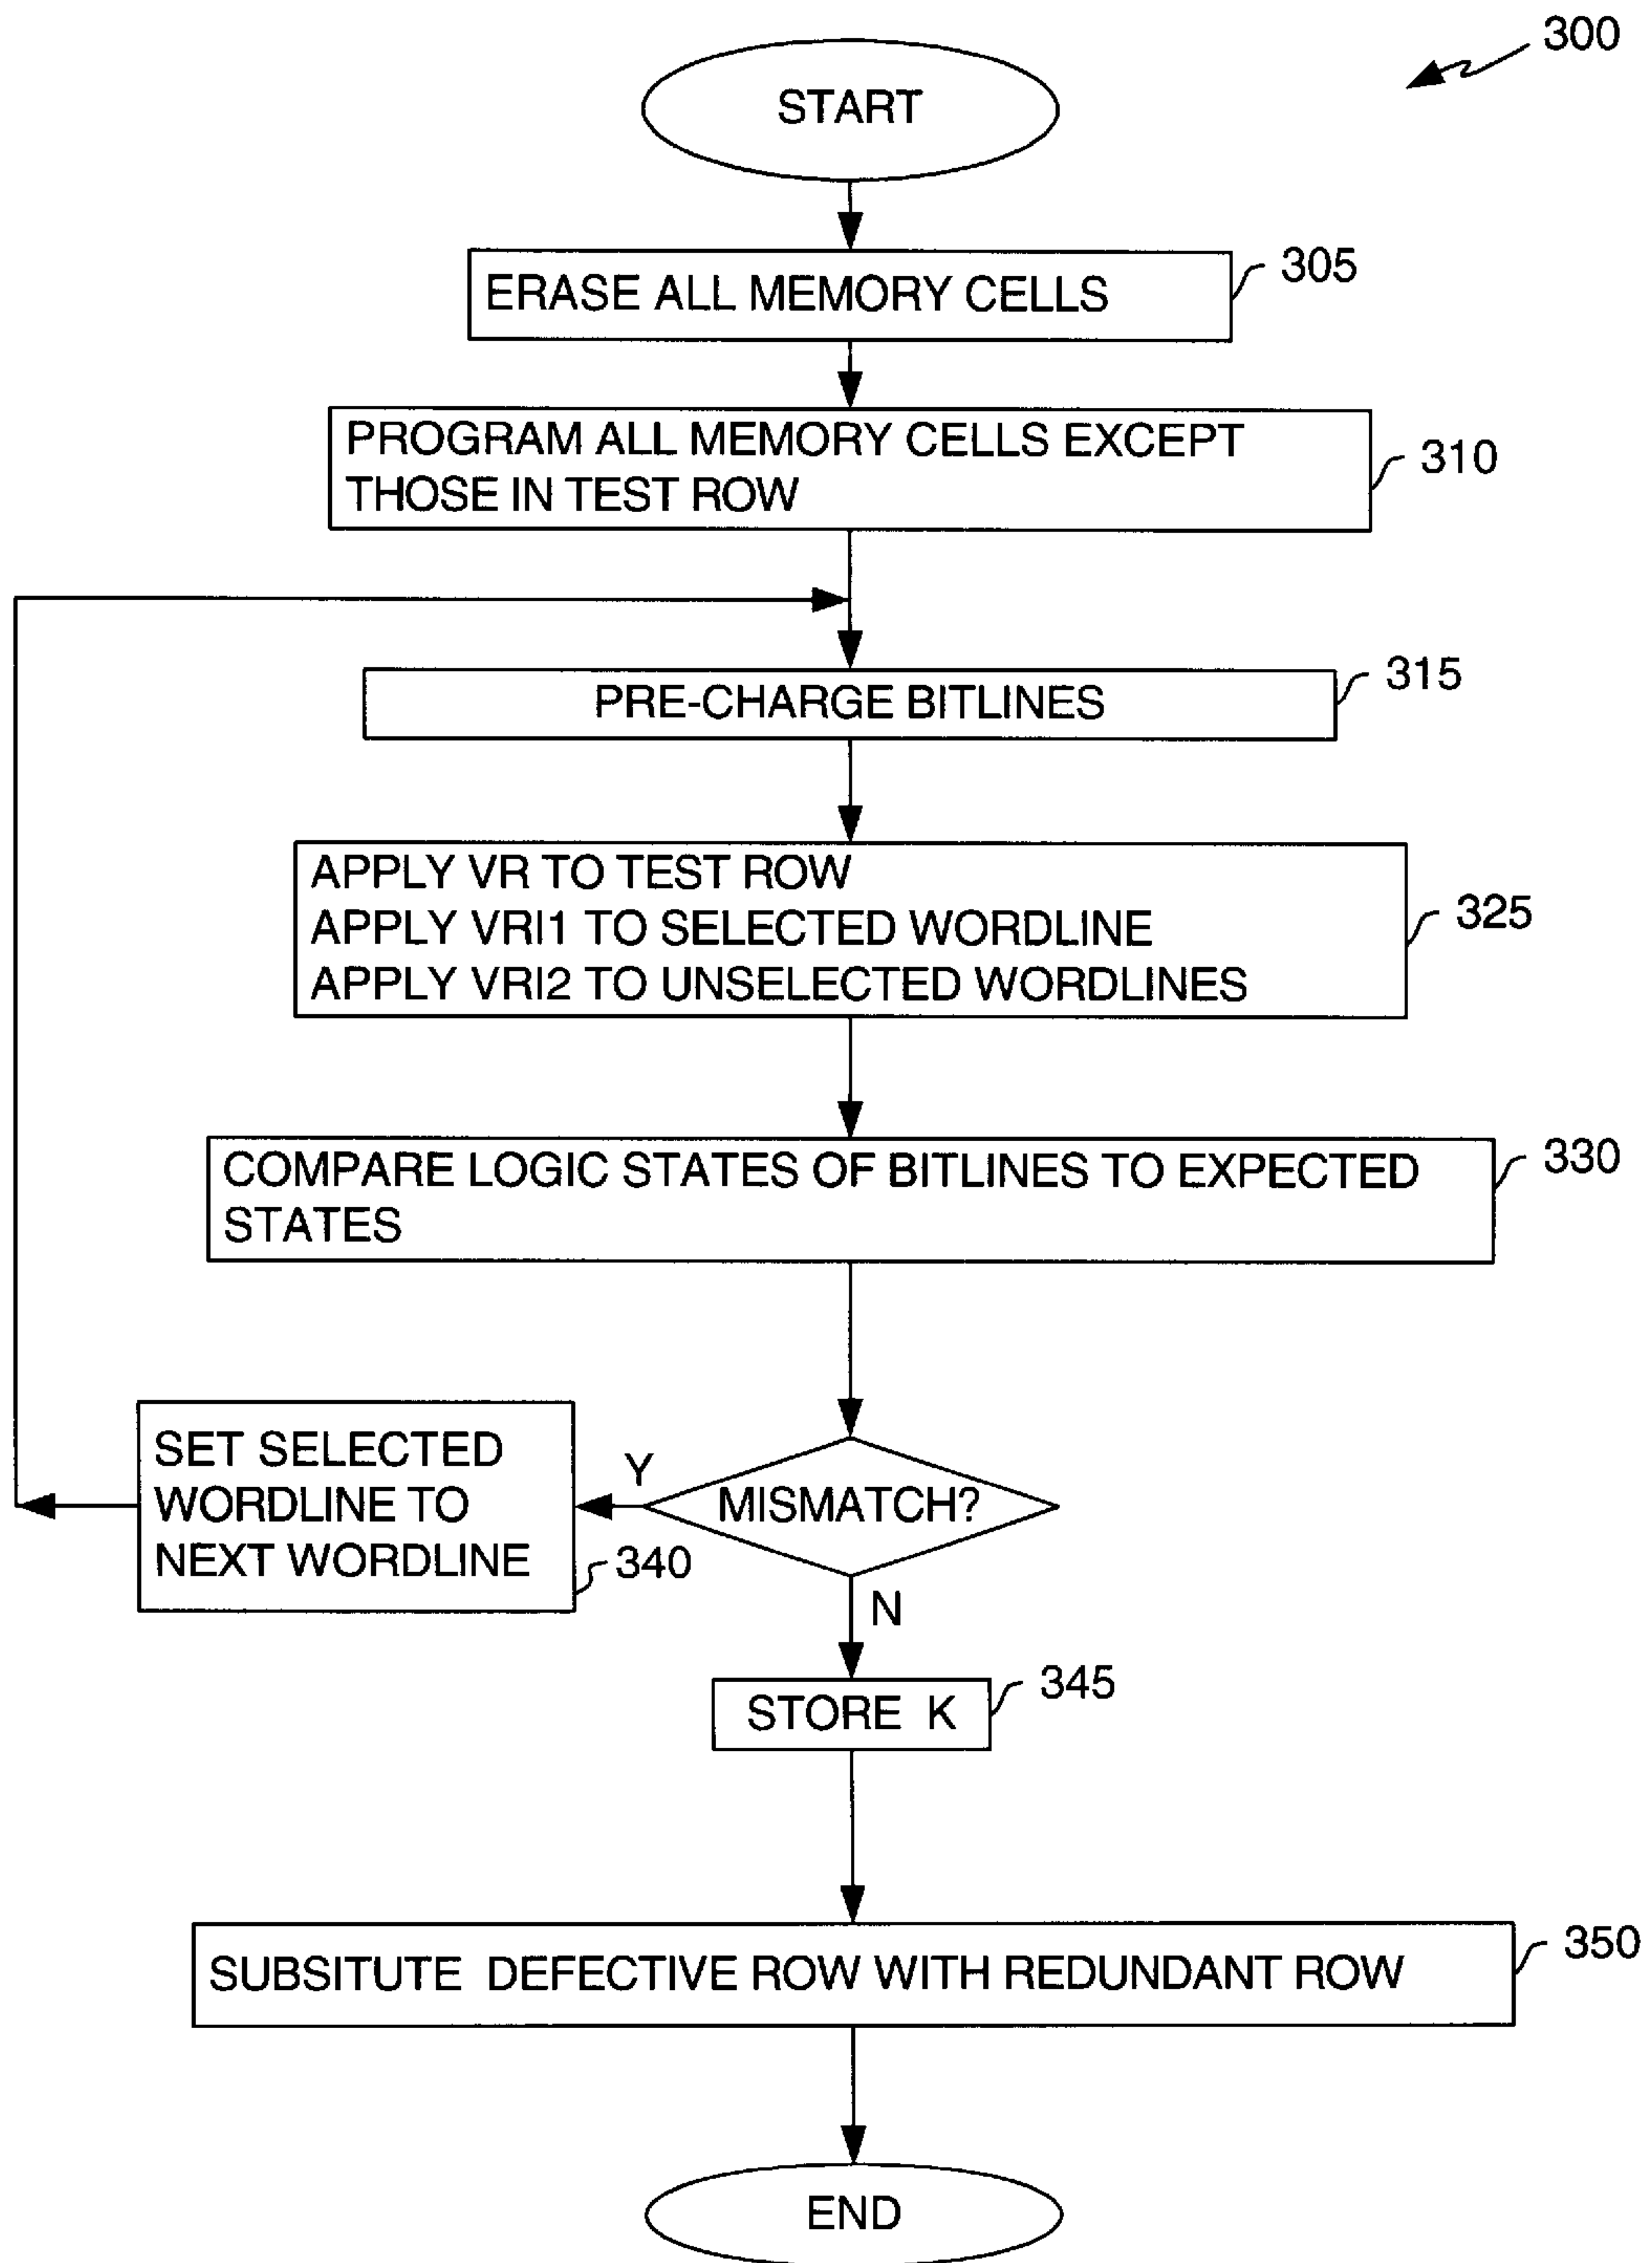 300
START
ERASE ALL MEMORY CELLS
305
PROGRAM ALL MEMORY CELLS EXCEPT
THOSE IN TEST ROW
310
PRE-CHARGE BITLINES
315
APPLY VR TO TEST ROW
APPLY VRI1 TO SELECTED WORDLINE
APPLY VRI2 TO UNSELECTED WORDLINES
325
COMPARE LOGIC STATES OF BITLINES TO EXPECTED
STATES
330
MISMATCH?
Y
SET SELECTED
WORDLINE TO
NEXT WORDLINE
340
N
STORE K
345
SUBSITUTE DEFECTIVE ROW WITH REDUNDANT ROW
350
END